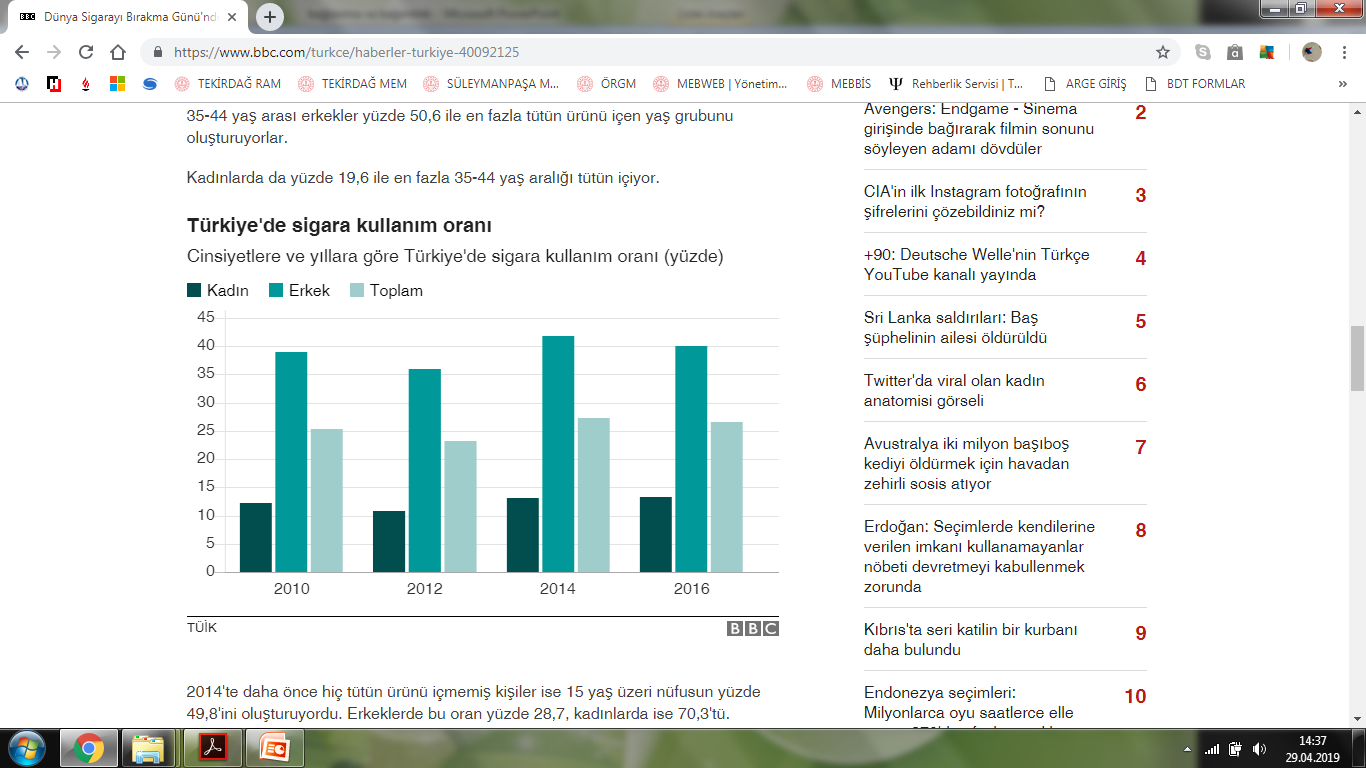 Dünya Sigarayı Bırakma Günü'nd
https://www.bbc.com/turkce/haberler-turkiye-40092125
TEKİRDAĞ RAM
TEKİRDAĞ MEM
SÜLEYMANPAŞA M...
ÖRGM
MEBWEB | Yönetim...
MEBBİS
Rehberlik Servisi | T...
ARGE GİRİŞ
BDT FORMLAR
35-44 yaş arası erkekler yüzde 50,6 ile en fazla tütün ürünü içen yaş grubunu
oluşturuyorlar.
Kadınlarda da yüzde 19,6 ile en fazla 35-44 yaş aralığı tütün içiyor.
Türkiye'de sigara kullanım oranı
Cinsiyetlere ve yıllara göre Türkiye'de sigara kullanım oranı (yüzde)
Kadın Erkek Toplam
45
40
35
30
25
20
15
10
5
0
2010 2012 2014 2016
TÜİK
BBC
2014'te daha önce hiç tütün ürünü içmemiş kişiler ise 15 yaş üzeri nüfusun yüzde
49,8'ini oluşturuyordu. Erkeklerde bu oran yüzde 28,7, kadınlarda ise 70,3'tü.
Avengers: Endgame - Sinema 2
girişinde bağırarak filmin sonunu
söyleyen adamı dövdüler
CIA'in ilk Instagram fotoğrafının 3
şifrelerini çözebildiniz mi?
+90: Deutsche Welle'nin Türkçe 4
YouTube kanalı yayında
Sri Lanka saldırıları: Baş 5
şüphelinin ailesi öldürüldü
Twitter'da viral olan kadın 6
anatomisi görseli
Avustralya iki milyon başıboş 7
kediyi öldürmek için havadan
zehirli sosis atıyor
Erdoğan: Seçimlerde kendilerine 8
verilen imkanı kullanamayanlar
nöbeti devretmeyi kabullenmek
zorunda
Kıbrıs'ta seri katilin bir kurbanı 9
daha bulundu
Endonezya seçimleri: 10
Milyonlarca oyu saatlerce elle
14:37
29.04.2019